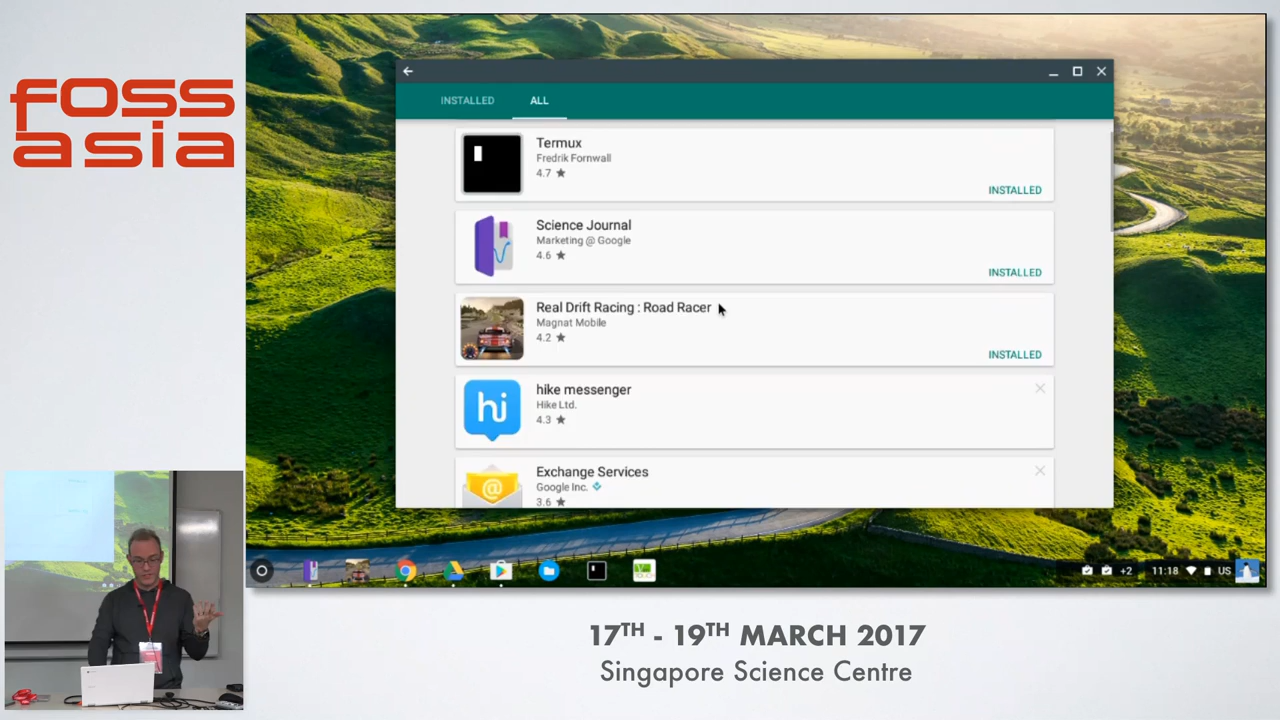 foss
asia
INSTALLED
ALL
Termux
Fredrik Fornwall
4.7 ★
INSTALLED
Science Journal
Marketing @ Google
4.6 ★
INSTALLED
Real Drift Racing : Road Racer
Magnat Mobile
4.2 ★
INSTALLED
hi
hike messenger
Hike Ltd.
4.3 ★
@
Exchange Services
Google Inc.
3.6 ★
+2
11:18
US
17TH - 19TH MARCH 2017
Singapore Science Centre